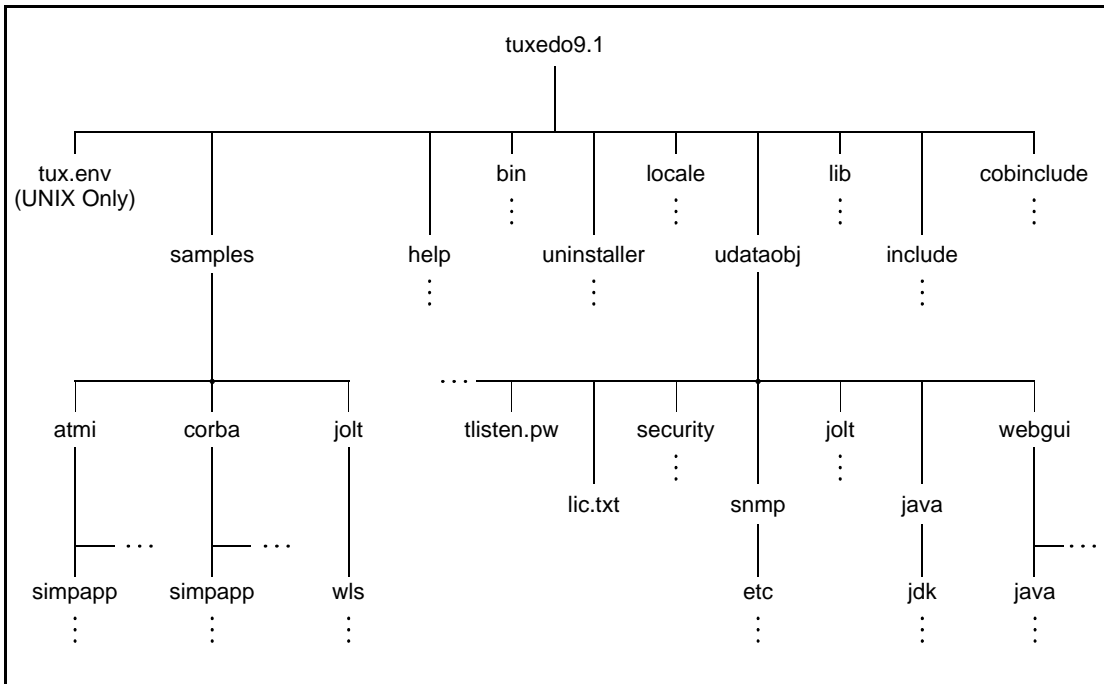 tuxedo9.1
tux.env
(UNIX Only)
bin
locale
lib
cobinclude
samples
help
uninstaller
udataobj
include
atmi
corba
jolt
tlisten.pw
security
jolt
webgui
lic.txt
snmp
java
simpapp
simpapp
wls
etc
jdk
java